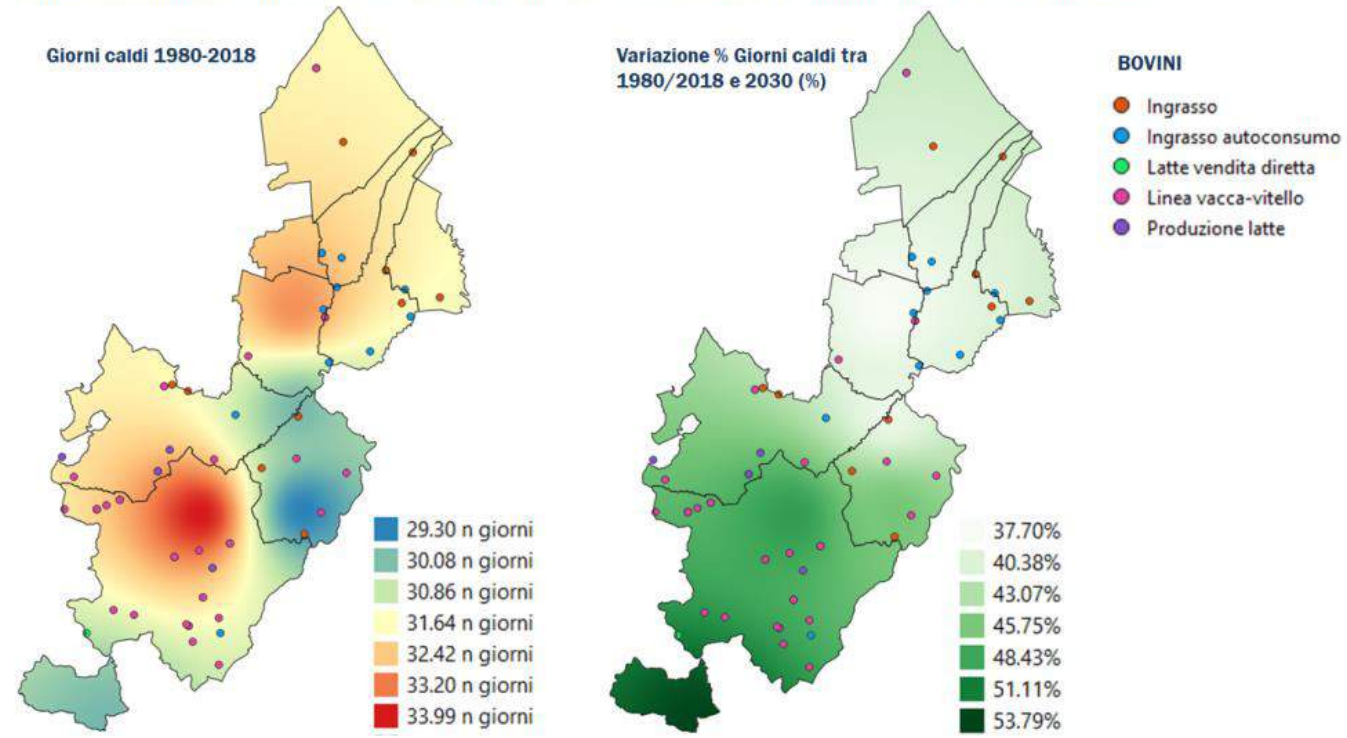 Giorni caldi 1980-2018
Variazione % Giorni caldi tra
1980/2018 e 2030 (%)
BOVINI
Ingrasso
Ingrasso autoconsumo
Latte vendita diretta
Linea vacca-vitello
Produzione latte
29.30 n giorni
30.08 n giorni
30.86 n giorni
31.64 n giorni
32.42 n giorni
33.20 n giorni
33.99 n giorni
37.70%
40.38%
43.07%
45.75%
48.43%
51.11%
53.79%